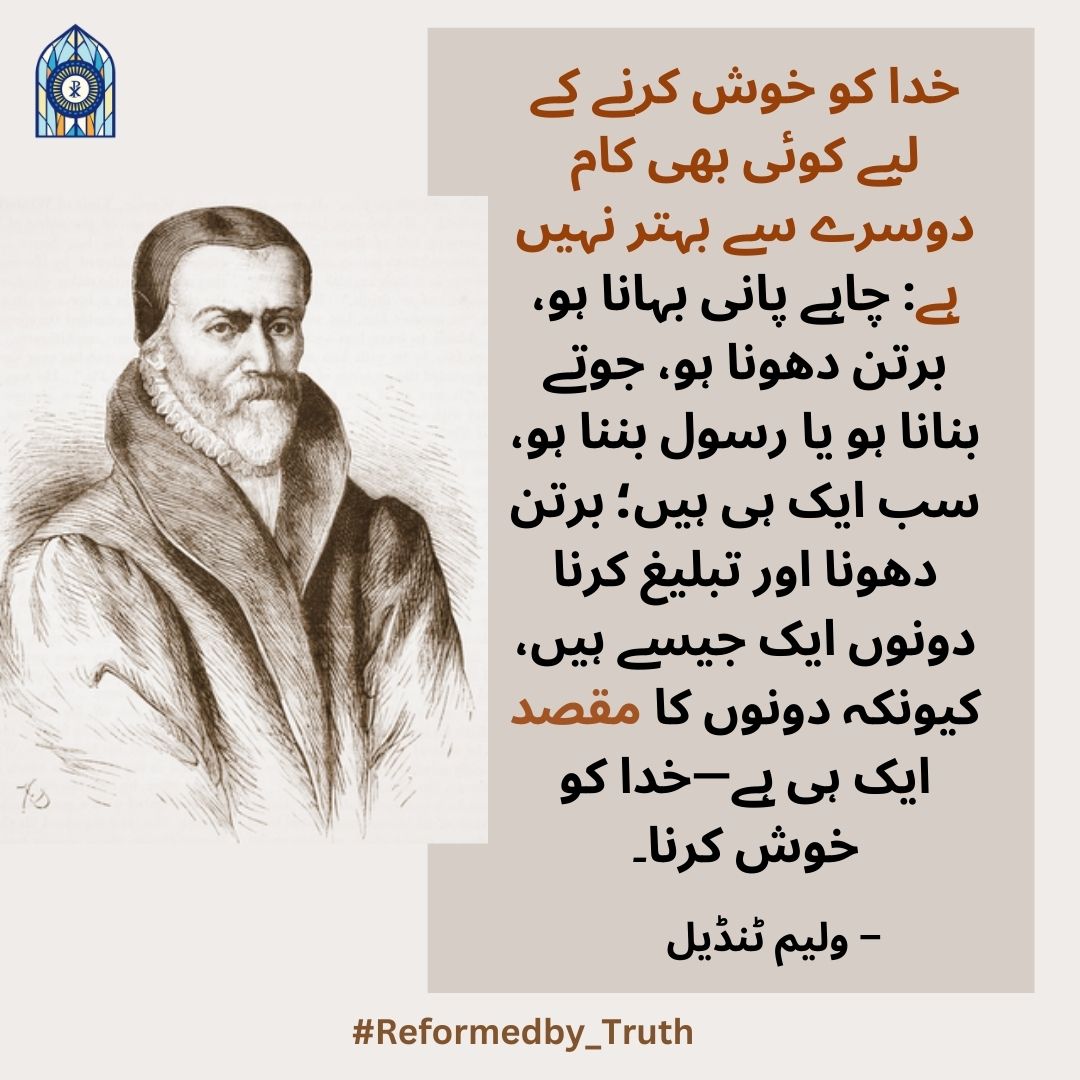 خدا کو خوش کرنے کے
لیے کوئی بھی کام
دوسرے سے بہتر نہیں
ہے: چاہے پانی بہانا ہو،
برتن دھونا ہو، جوتے
بنانا ہو یا رسول بننا ہو،
سب ایک ہی ہیں؛ برتن
دھونا اور تبلیغ کرنا
دونوں ایک جیسے ہیں،
کیونکہ دونوں کا مقصد
ایک ہی ہے—خدا کو
خوش کرنا۔
– ولیم ٹنڈیل
#Reformedby_Truth